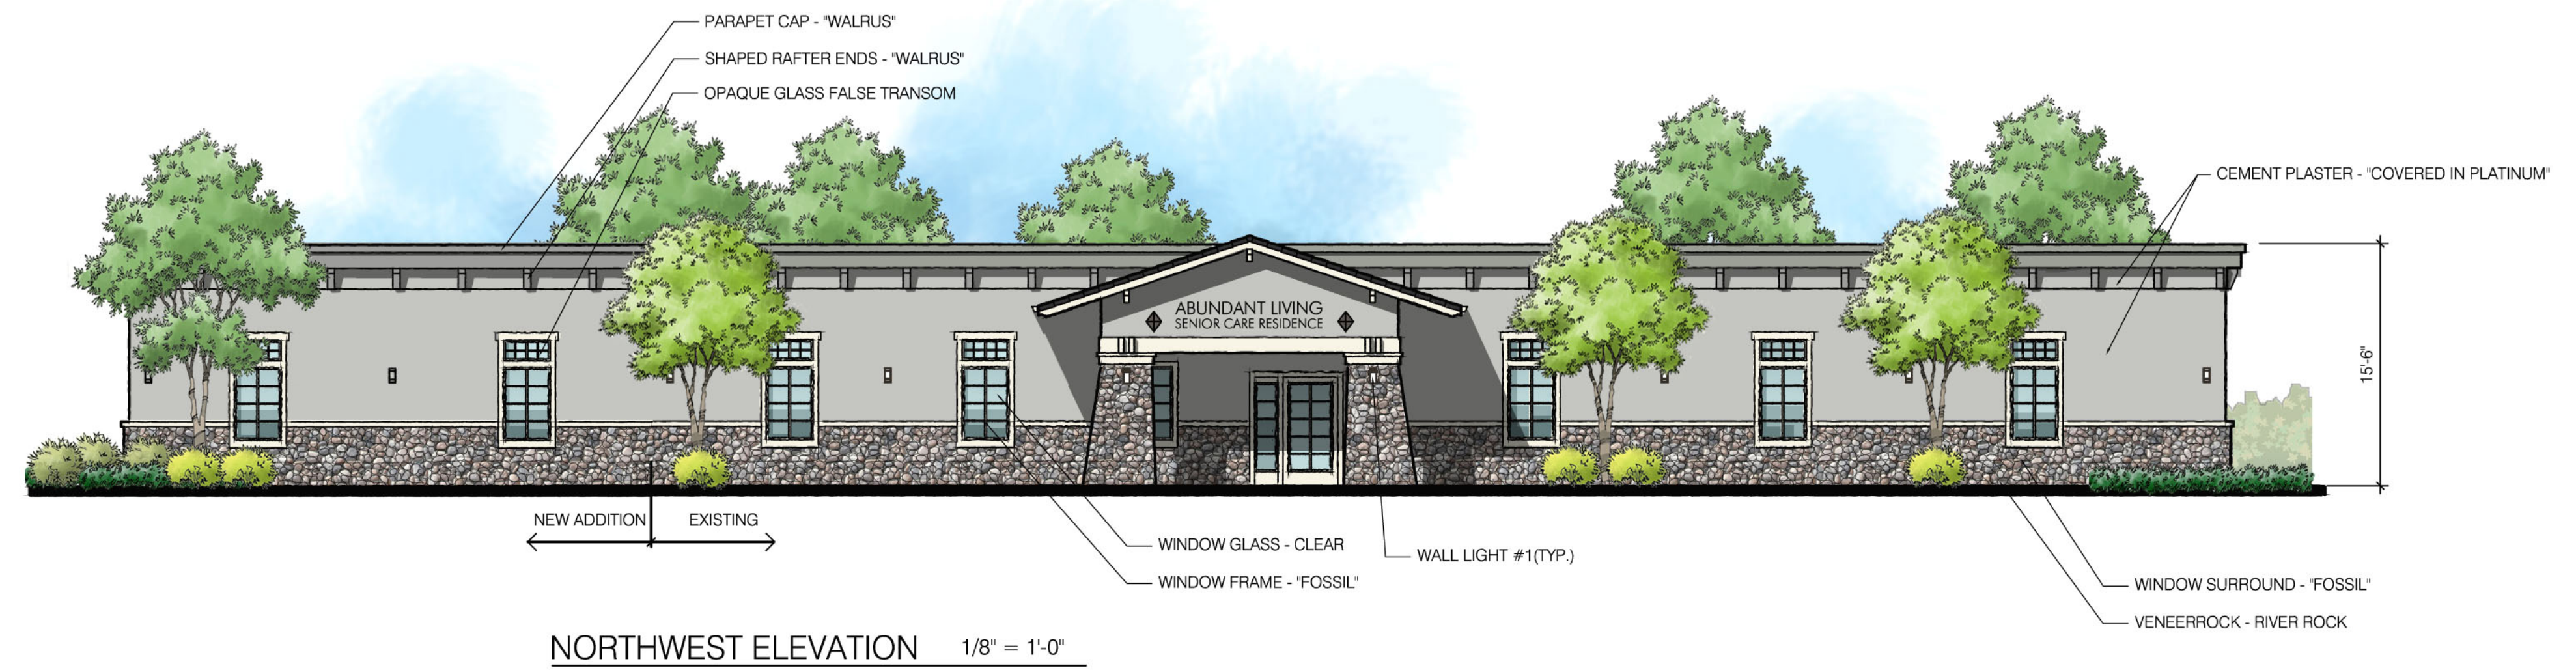 PARAPET CAP - "WALRUS"
SHAPED RAFTER ENDS - "WALRUS"
OPAQUE GLASS FALSE TRANSOM
CEMENT PLASTER - "COVERED IN PLATINUM"
ABUNDANT LIVING
SENIOR CARE RESIDENCE
15'-6"
NEW ADDITION
EXISTING
WINDOW GLASS - CLEAR
WINDOW FRAME - "FOSSIL"
WALL LIGHT #1(TYP.)
WINDOW SURROUND - "FOSSIL"
VENEERROCK - RIVER ROCK
NORTHWEST ELEVATION 1/8" = 1'-0"